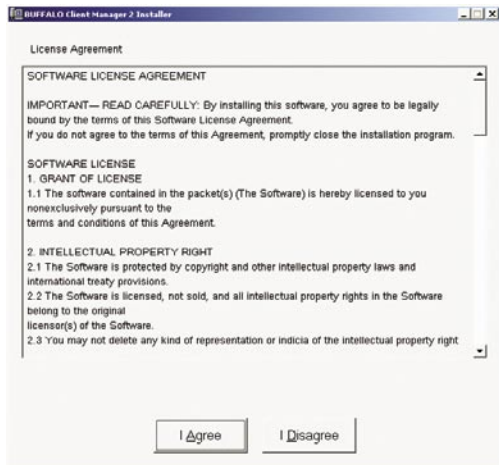 BUFFALO Client Manager 2 Installer
License Agreement
SOFTWARE LICENSE AGREEMENT
IMPORTANT— READ CAREFULLY: By installing this software, you agree to be legally
bound by the terms of this Software License Agreement.
If you do not agree to the terms of this Agreement, promptly close the installation program.
SOFTWARE LICENSE
1. GRANT OF LICENSE
1.1 The software contained in the packet(s) (The Software) is hereby licensed to you
nonexclusively pursuant to the
terms and conditions of this Agreement.
2. INTELLECTUAL PROPERTY RIGHT
2.1 The Software is protected by copyright and other intellectual property laws and
international treaty provisions.
2.2 The Software is licensed, not sold, and all intellectual property rights in the Software
belong to the original
licensor(s) of the Software.
2.3 You may not delete any kind of representation or indicia of the intellectual property right
I Agree
I Disagree